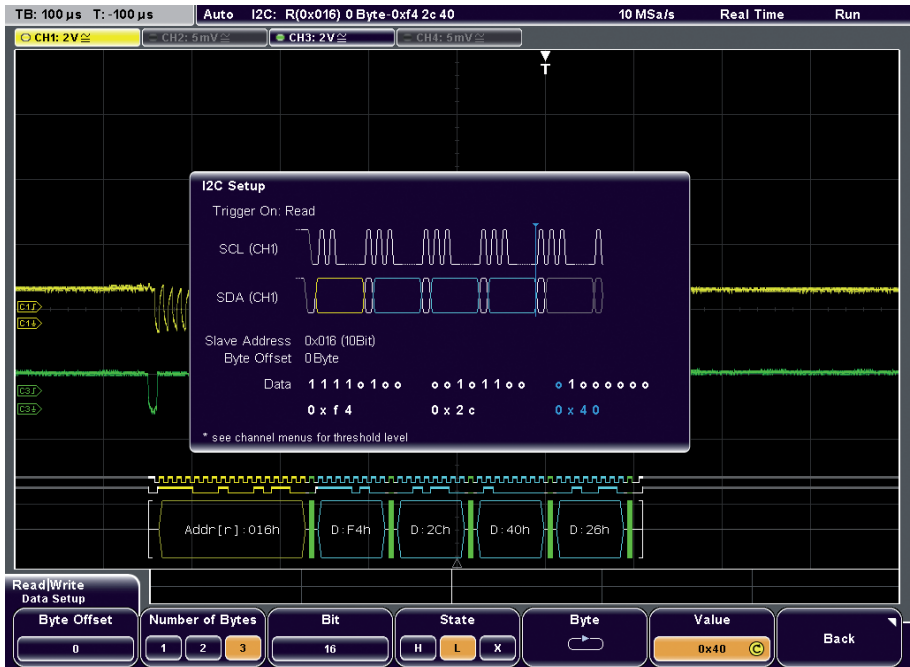 TB: 100 µs T:-100 µs Auto I2C: R(0x016) 0 Byte-0xf4 2c 40 10 MSa/s Real Time Run
CH1: 2V≅ CH2: 5mV≅ CH3: 2V≅ CH4: 5mV≅
T
I2C Setup
Trigger On: Read
SCL (CH1)
SDA (CH1)
C1
C1
Slave Address 0x016 (10Bit)
Byte Offset 0Byte
Data 11110100 00101100 01000000
C3
C3
0xf4 0x2c 0x40
* see channel menus for threshold level
Addr[r]:016h D:F4h D:2Ch D:40h D:26h
Read|Write
Data Setup
Byte Offset Number of Bytes Bit State Byte Value
0 1 2 3 16 H L X 0x40 C Back